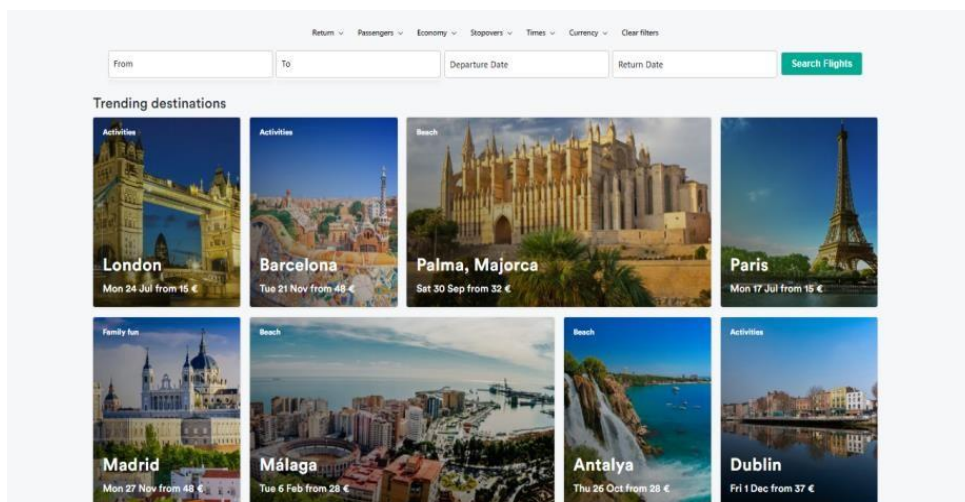 Return Passengers Economy Stopovers Times Currency Clear filters
From To Departure Date Return Date Search Flights
Trending destinations
Activities
London
Mon 24 Jul from 15 €
Activities
Barcelona
Tue 21 Nov from 48 €
Beach
Palma, Majorca
Sat 30 Sep from 32 €
Paris
Mon 17 Jul from 15 €
Family fun
Madrid
Mon 27 Nov from 48 €
Beach
Málaga
Tue 6 Feb from 28 €
Beach
Antalya
Thu 26 Oct from 28 €
Activities
Dublin
Fri 1 Dec from 37 €